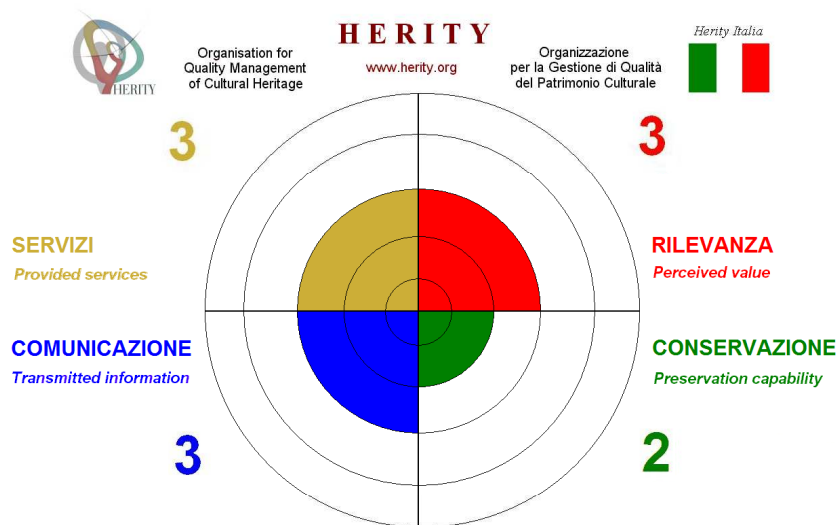 HERITY
Organisation for
Quality Management
of Cultural Heritage
HERITY
www.herity.org
Organizzazione
per la Gestione di Qualità
del Patrimonio Culturale
Herity Italia
3
3
SERVIZI
Provided services
RILEVANZA
Perceived value
COMUNICAZIONE
Transmitted information
CONSERVAZIONE
Preservation capability
3
2